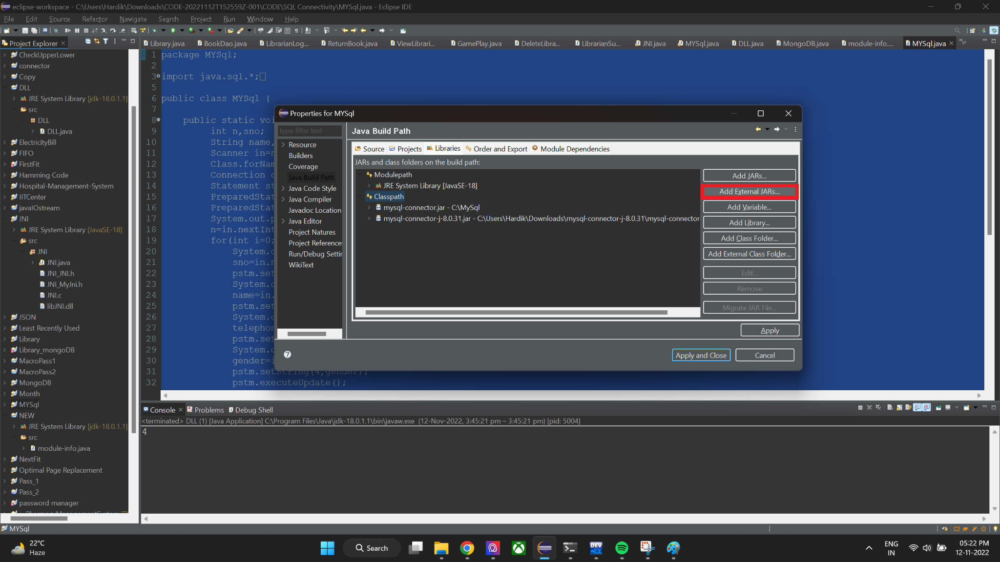 eclipse-workspace - C:\Users\Hardik\Downloads\CODE-20221112T152559Z-001\CODE\SQL Connectivity\MYSql.java - Eclipse IDE
File Edit Source Refactor Navigate Search Project Run Window Help
Project Explorer
Library.java BookDao.java LibrarianLog... ReturnBook.java ViewLibrari... GamePlay.java DeleteLibra... LibrarianSu... JNI.java MYSql.java DLL.java MongoDB.java module-info.... MYSql.java 37
CheckUpperLower
connector
Copy
DLL
JRE System Library [jdk-18.0.1.1]
src
DLL
DLL.java
ElectricityBill
FIFO
FirstFit
Hamming Code
Hospital-Management-System
IITCenter
javaIOstream
JNI
JRE System Library [JavaSE-18]
src
JNI
JNI.java
JNI_JNI.h
JNI_MyJni.h
JNI.c
libJNI.dll
JSON
Least Recently Used
Library
Library_mongoDB
MacroPass1
MacroPass2
MongoDB
Month
MYSql
NEW
JRE System Library [jdk-18.0.1.1]
src
module-info.java
NextFit
Optimal Page Replacement
Pass_1
Pass_2
password manager
1 package MYSql;
2
3 import java.sql.*;
5
6 public class MYSql {
7
8 public static voi
9 int n,sno;
10 String name,
11 Scanner in=n
12 Class.forNam
13 Connection c
14 Statement st
15 PreparedStat
16 PreparedStat
17 System.out.p
18 n=in.nextInt
19 for(int i=0;
20 System.o
21 sno=in.n
22 pstm.set
23 System.o
24 name=in.
25 pstm.set
26 System.o
27 telephon
28 pstm.set
29 System.o
30 gender=i
31 pstm.setString(4,gender);
32 pstm.executeUpdate();
Properties for MYSql
type filter text
Resource
Builders
Coverage
Java Build Path
Java Code Style
Java Compiler
Javadoc Location
Java Editor
Project Natures
Project References
Run/Debug Settin
WikiText
Java Build Path
Source Projects Libraries Order and Export Module Dependencies
JARs and class folders on the build path:
Modulepath
JRE System Library [JavaSE-18]
Classpath
mysql-connector.jar - C:\MySql
mysql-connector-j-8.0.31.jar - C:\Users\Hardik\Downloads\mysql-connector-j-8.0.31\mysql-connector-
Add JARs...
Add External JARs...
Add Variable...
Add Library...
Add Class Folder...
Add External Class Folder...
Edit...
Remove
Migrate JAR File...
Apply
Apply and Close Cancel
Console Problems Debug Shell
<terminated> DLL (1) [Java Application] C:\Program Files\Java\jdk-18.0.1.1\bin\javaw.exe (12-Nov-2022, 3:45:21 pm – 3:45:21 pm) [pid: 5004]
4
MYSql
22°C
Haze
Search
DEV
ENG
IN
05:22 PM
12-11-2022